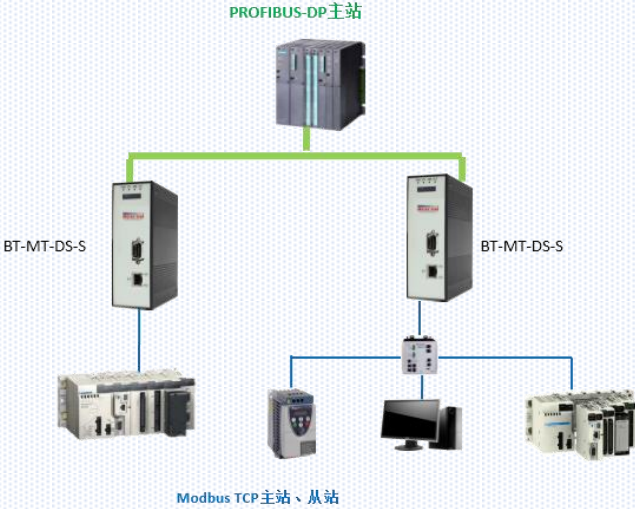 PROFIBUS-DP主站
BT-MT-DS-S
BT-MT-DS-S
Modbus TCP主站、从站